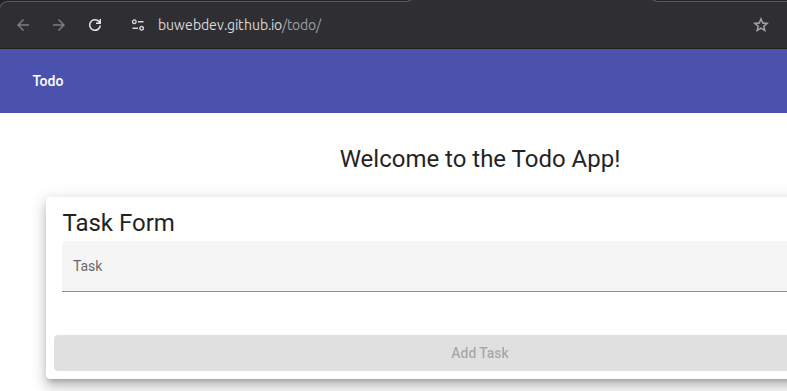 buwebdev.github.io/todo/
Todo
Welcome to the Todo App!
Task Form
Task
Add Task